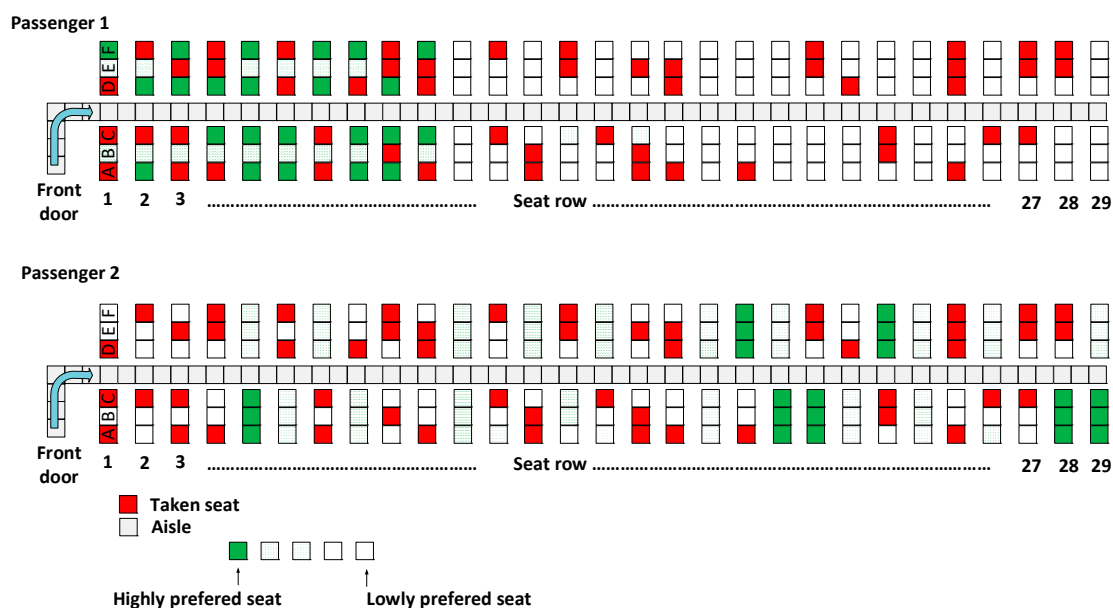 Passenger 1
F
E
D
C
B
A
Front
door
1 2 3 ........ Seat row ........ 27 28 29
Passenger 2
F
E
D
C
B
A
Front
door
1 2 3 ........ Seat row ........ 27 28 29
Taken seat
Aisle
Highly prefered seat Lowly prefered seat